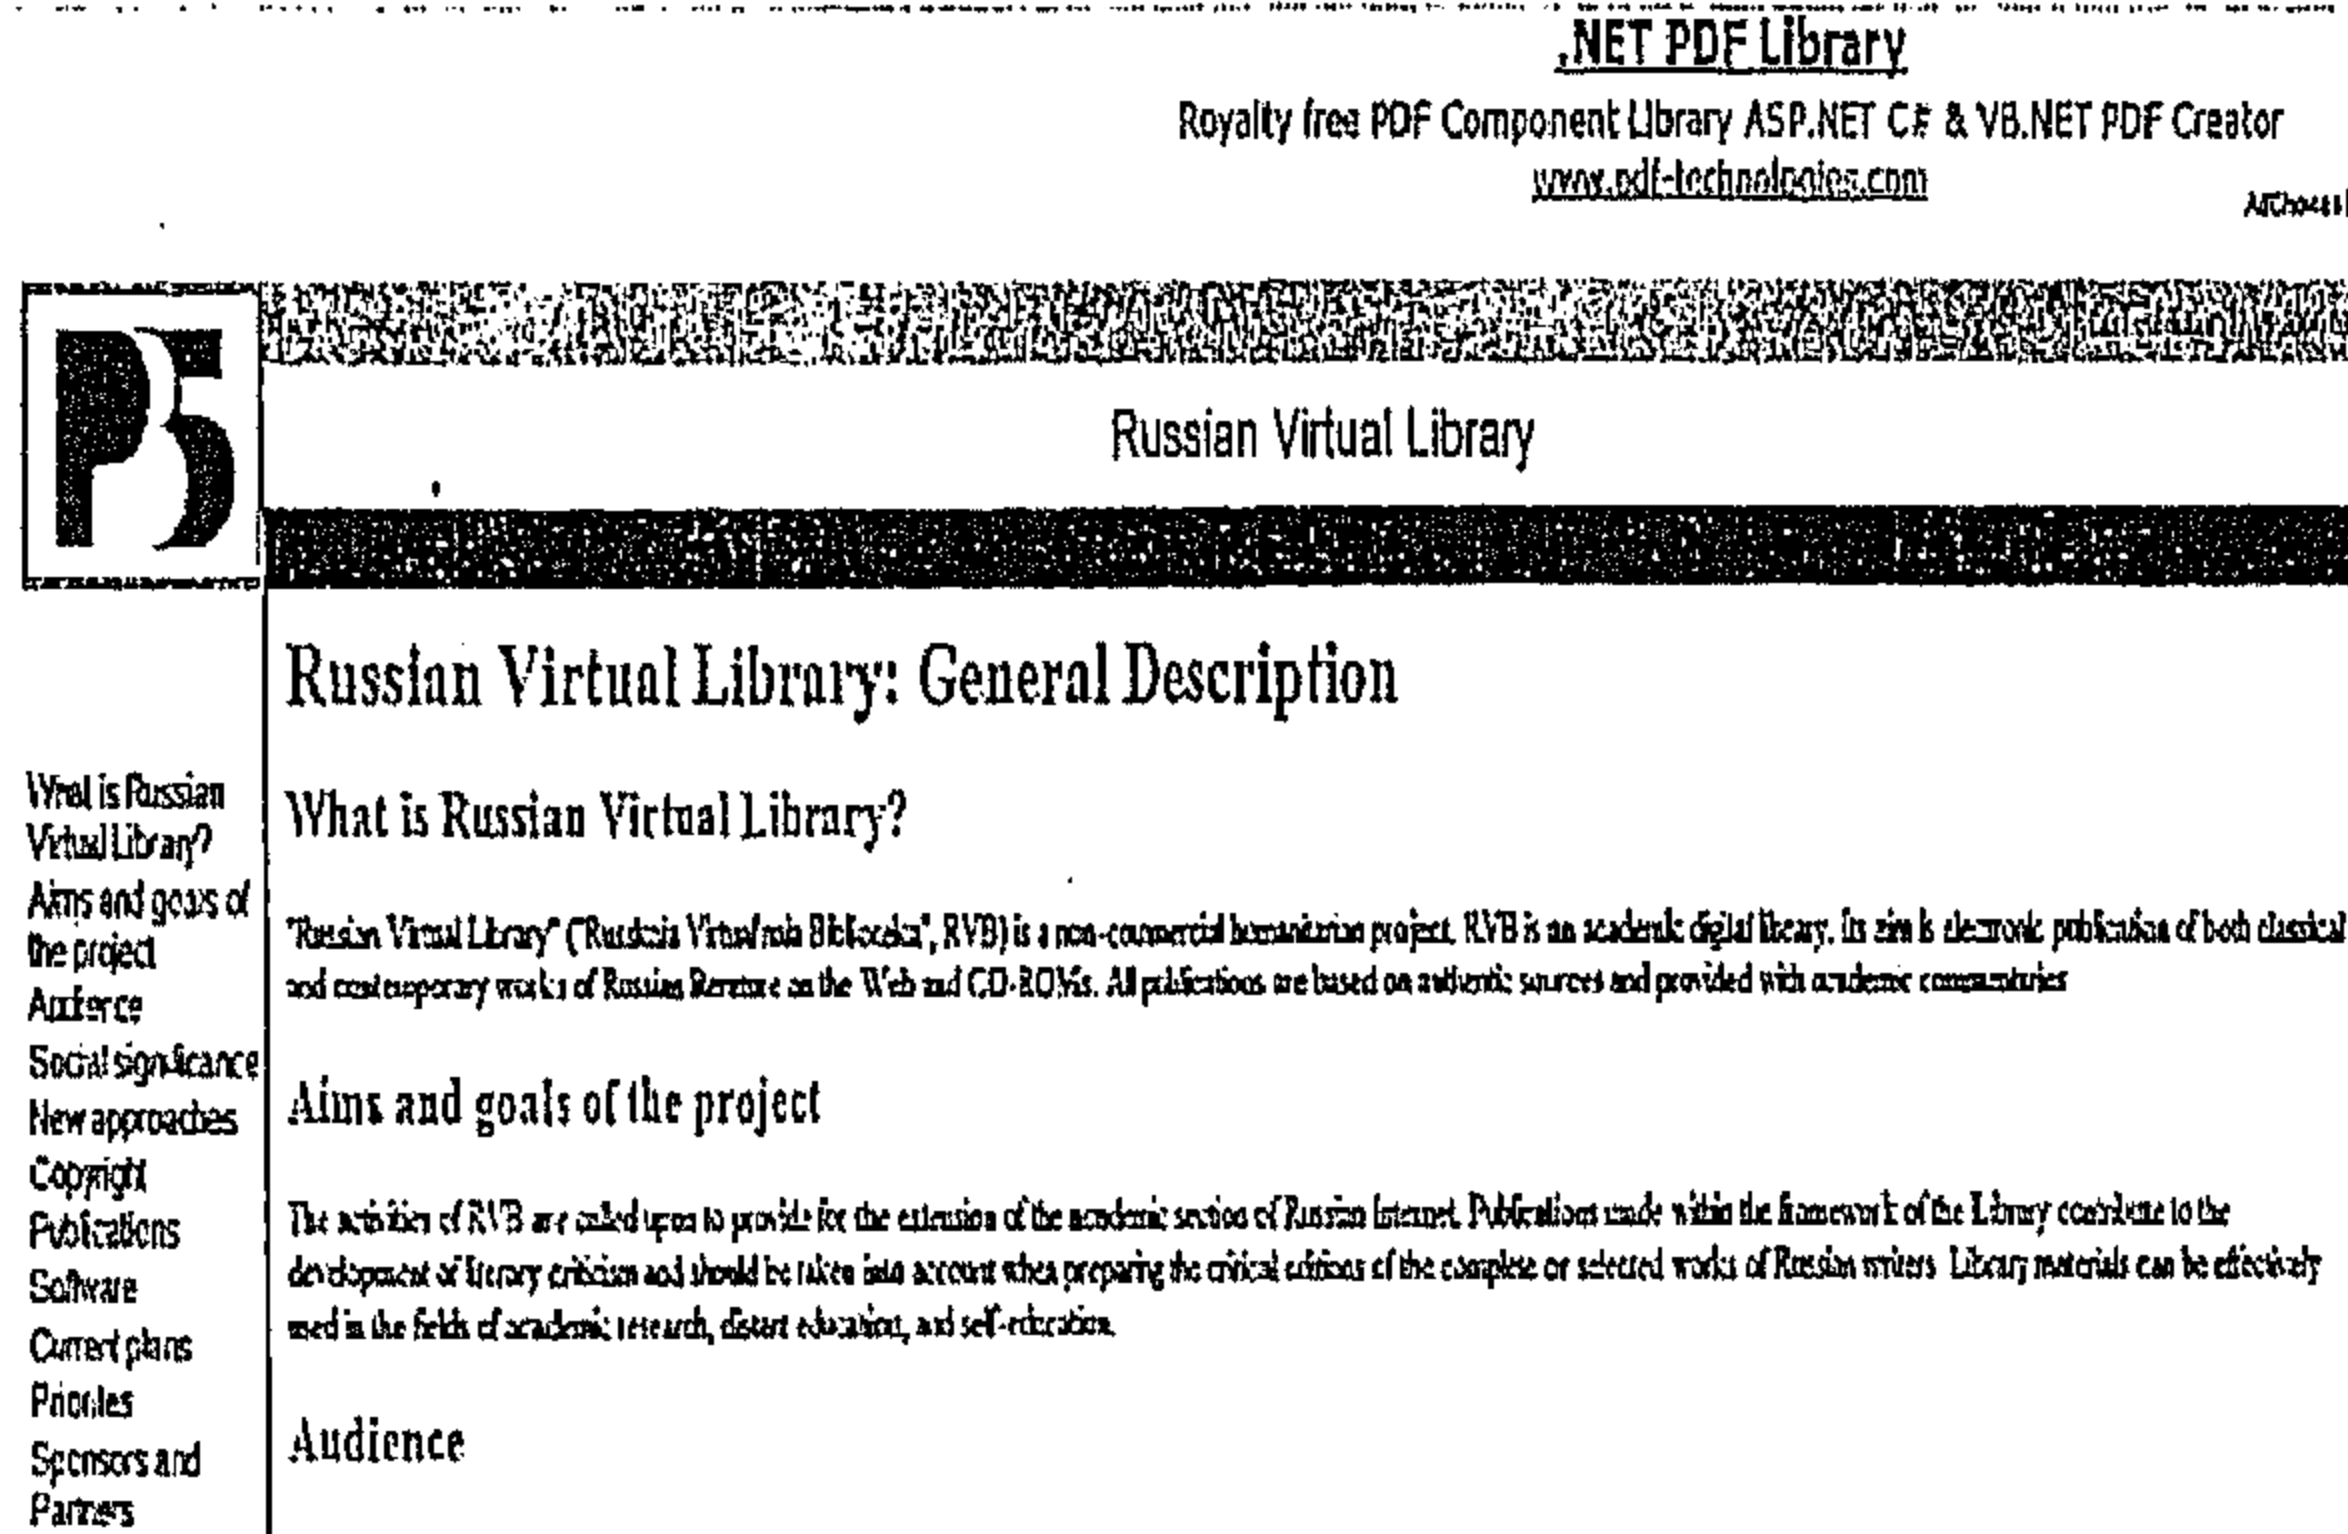 .NET PDF Library
Royalty free PDF Component Library ASP.NET C# & VB.NET PDF Creator
www.pdf-technologies.com
AdChoices
Russian Virtual Library
Russian Virtual Library: General Description
What is Russian
Virtual Library?
Aims and goals of
the project
Audience
Social significance
New approaches
Copyright
Publications
Software
Current plans
Priorities
Sponsors and
Partners
What is Russian Virtual Library?
"Russian Virtual Library" ("Russkaia Virtual'naia Biblioteka", RVB) is a non-commercial humanitarian project. RVB is an academic digital library. Its aim is electronic publication of both classical
and contemporary works of Russian literature on the Web and CD-ROMs. All publications are based on authentic sources and provided with academic commentaries
Aims and goals of the project
The activities of RVB are called upon to provide for the extension of the academic section of Russian Internet. Publications made within the framework of the Library contribute to the
development of literary criticism and should be taken into account when preparing the critical editions of the complete or selected works of Russian writers. Library materials can be effectively
used in the fields of academic research, distant education, and self-education.
Audience